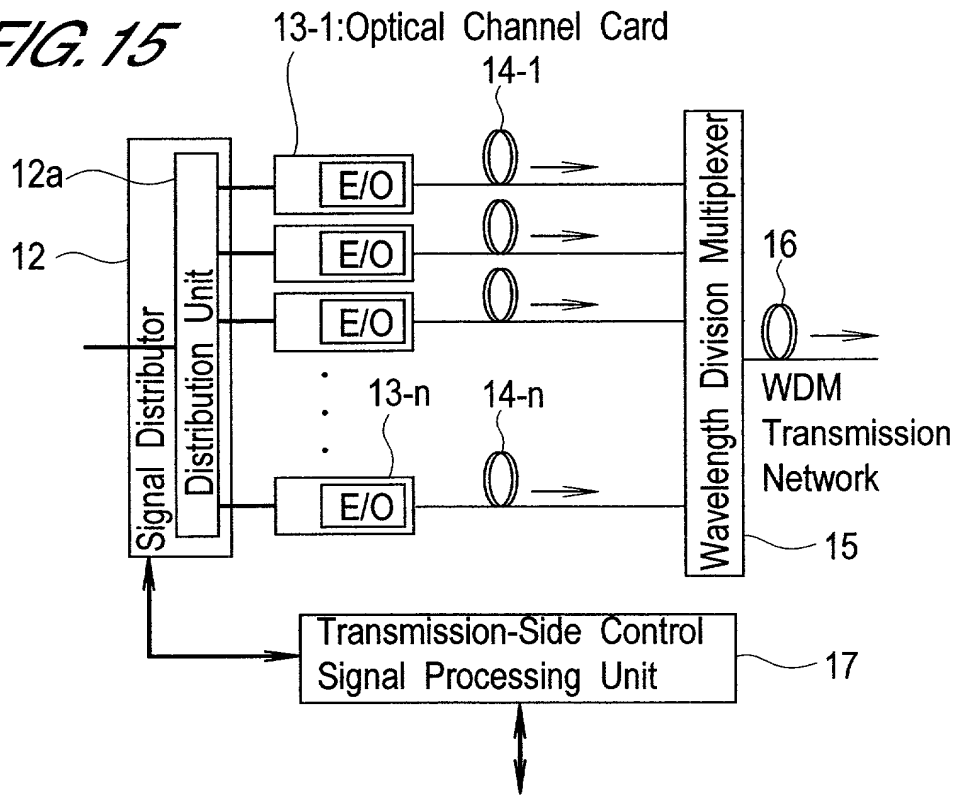 FIG. 15
13-1:Optical Channel Card
14-1
12a
12
Signal Distributor
Distribution Unit
E/O
E/O
E/O
13-n
14-n
E/O
Wavelength Division Multiplexer
16
WDM
Transmission
Network
15
Transmission-Side Control
Signal Processing Unit
17